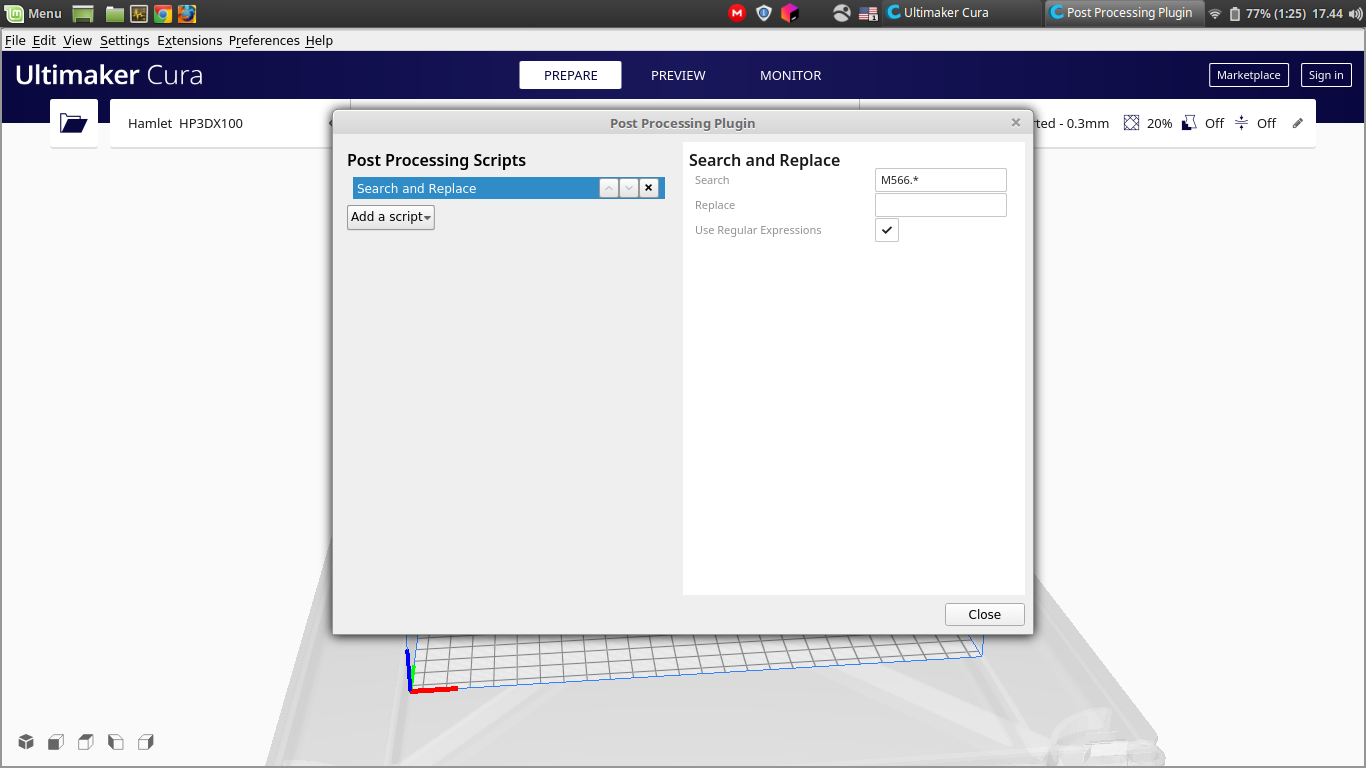 Menu
Ultimaker Cura
Post Processing Plugin
77% (1:25)
17.44
File Edit View Settings Extensions Preferences Help
Ultimaker Cura
PREPARE
PREVIEW
MONITOR
Marketplace
Sign in
Hamlet HP3DX100
ted - 0.3mm
20%
Off
Off
Post Processing Plugin
Post Processing Scripts
Search and Replace
Add a script
Search and Replace
Search
M566.*
Replace
Use Regular Expressions
Close